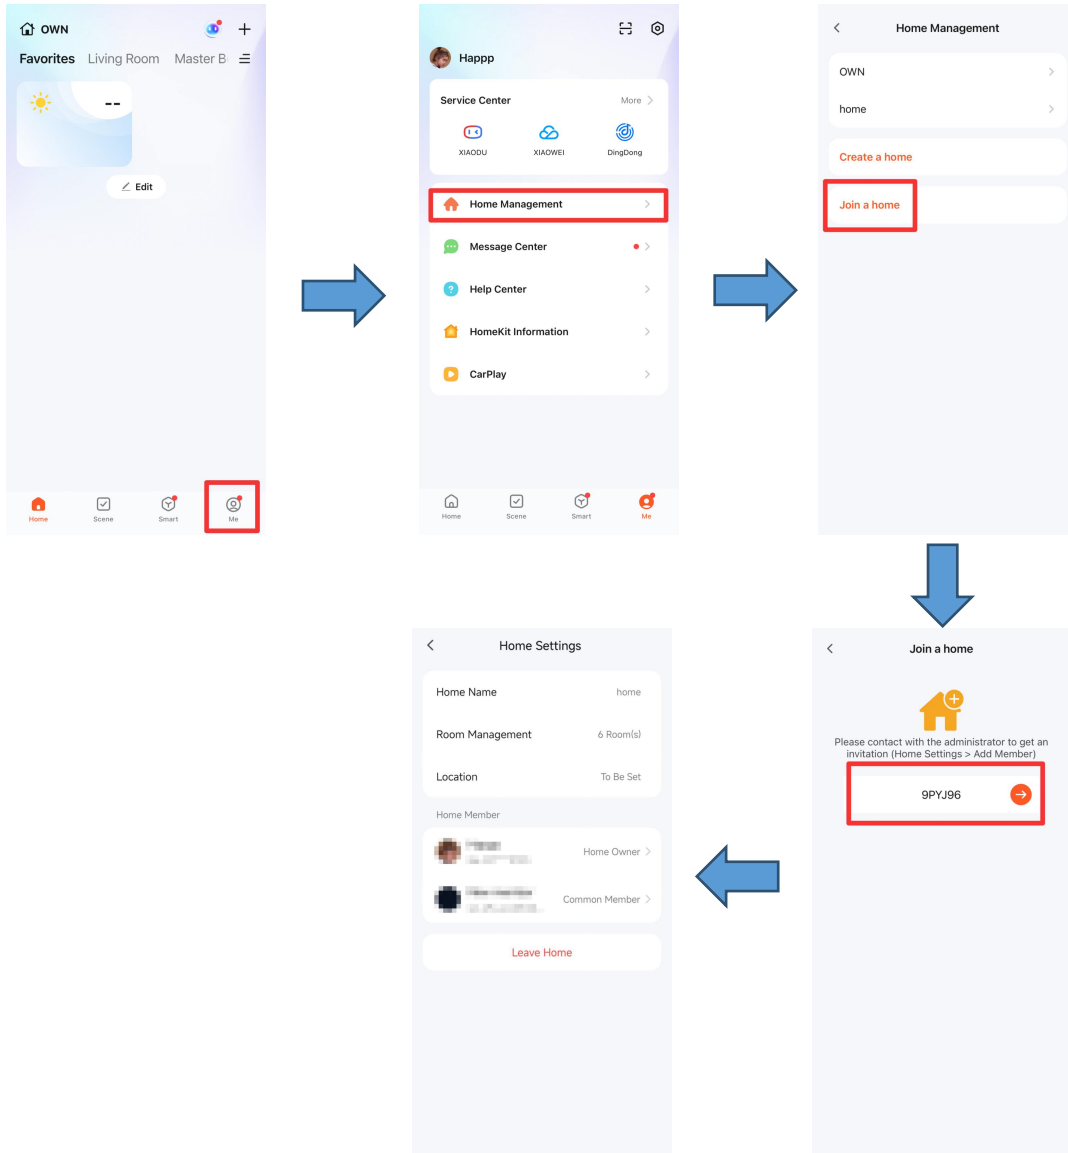 OWN
Favorites Living Room Master B
--
Edit
Home Scene Smart Me
Happp
Service Center More
XIAODU XIAOWEI DingDong
Home Management
Message Center
Help Center
HomeKit Information
CarPlay
Home Scene Smart Me
Home Management
OWN
home
Create a home
Join a home
Join a home
Please contact with the administrator to get an
invitation (Home Settings > Add Member)
9PYJ96
Home Settings
Home Name home
Room Management 6 Room(s)
Location To Be Set
Home Member
Home Owner
Common Member
Leave Home